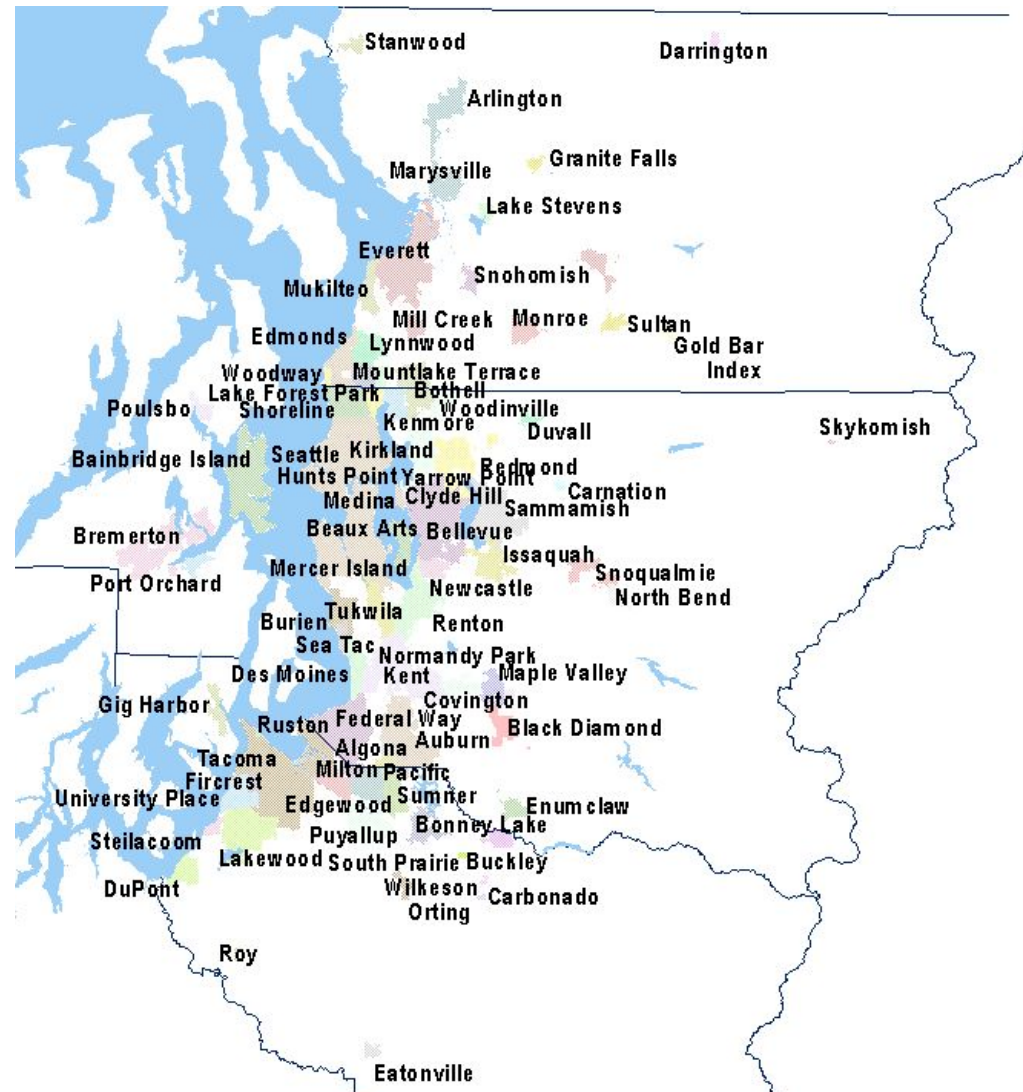 Stanwood
Darrington
Arlington
Granite Falls
Marysville
Lake Stevens
Everett
Snohomish
Mukilteo
Mill Creek
Monroe
Sultan
Edmonds
Lynnwood
Gold Bar
Index
Woodway
Mountlake Terrace
Lake Forest Park
Bothell
Poulsbo
Shoreline
Woodinville
Kenmore
Duvall
Skykomish
Bainbridge Island
Seattle
Kirkland
Redmond
Hunts Point
Yarrow Point
Medina
Clyde Hill
Carnation
Sammamish
Bremerton
Beaux Arts
Bellevue
Issaquah
Port Orchard
Mercer Island
Snoqualmie
Newcastle
North Bend
Tukwila
Burien
Renton
Sea Tac
Normandy Park
Des Moines
Kent
Maple Valley
Gig Harbor
Covington
Ruston
Federal Way
Black Diamond
Algona
Auburn
Tacoma
Milton
Pacific
Fircrest
University Place
Edgewood
Sumner
Enumclaw
Steilacoom
Puyallup
Bonney Lake
Lakewood
South Prairie
Buckley
DuPont
Wilkeson
Carbonado
Orting
Roy
Eatonville